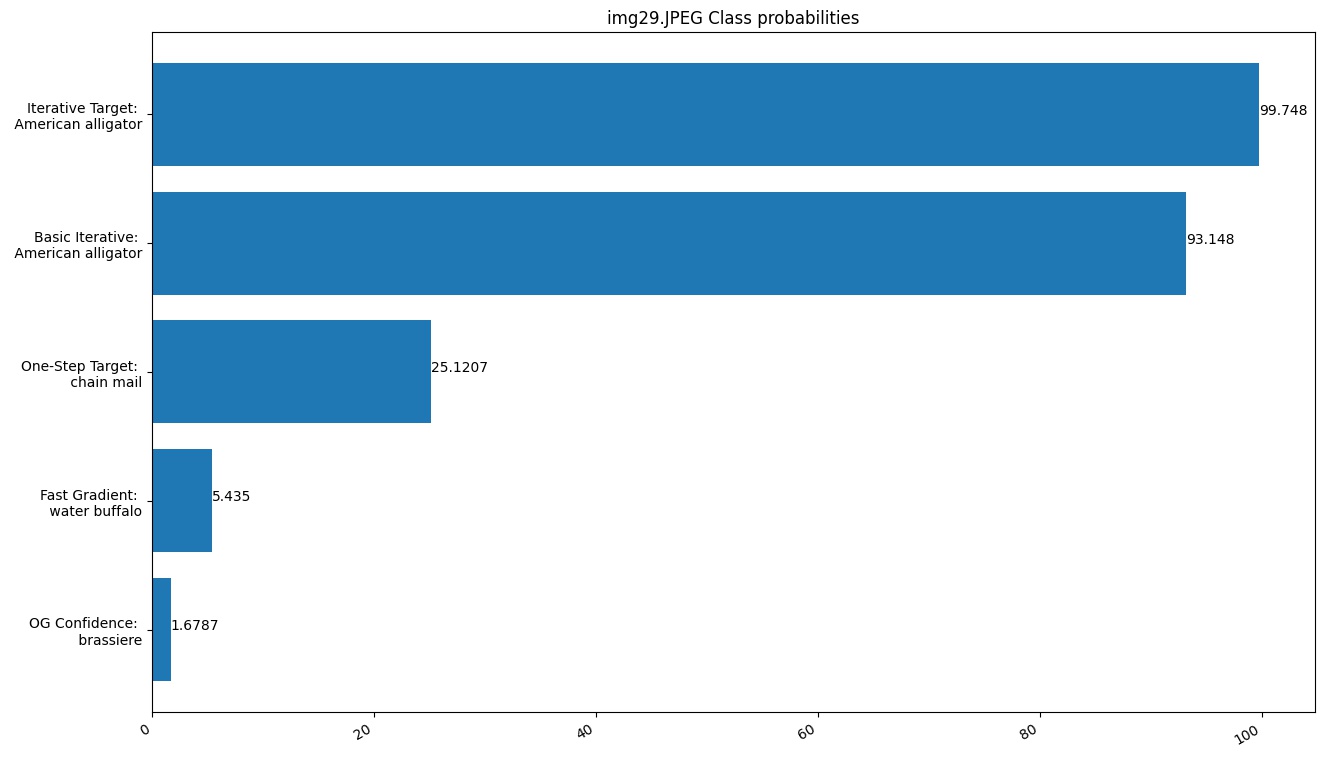 img29.JPEG Class probabilities
Iterative Target:
American alligator
99.748
Basic Iterative:
American alligator
93.148
One-Step Target:
chain mail
25.1207
Fast Gradient:
water buffalo
5.435
OG Confidence:
brassiere
1.6787
0
20
40
60
80
100